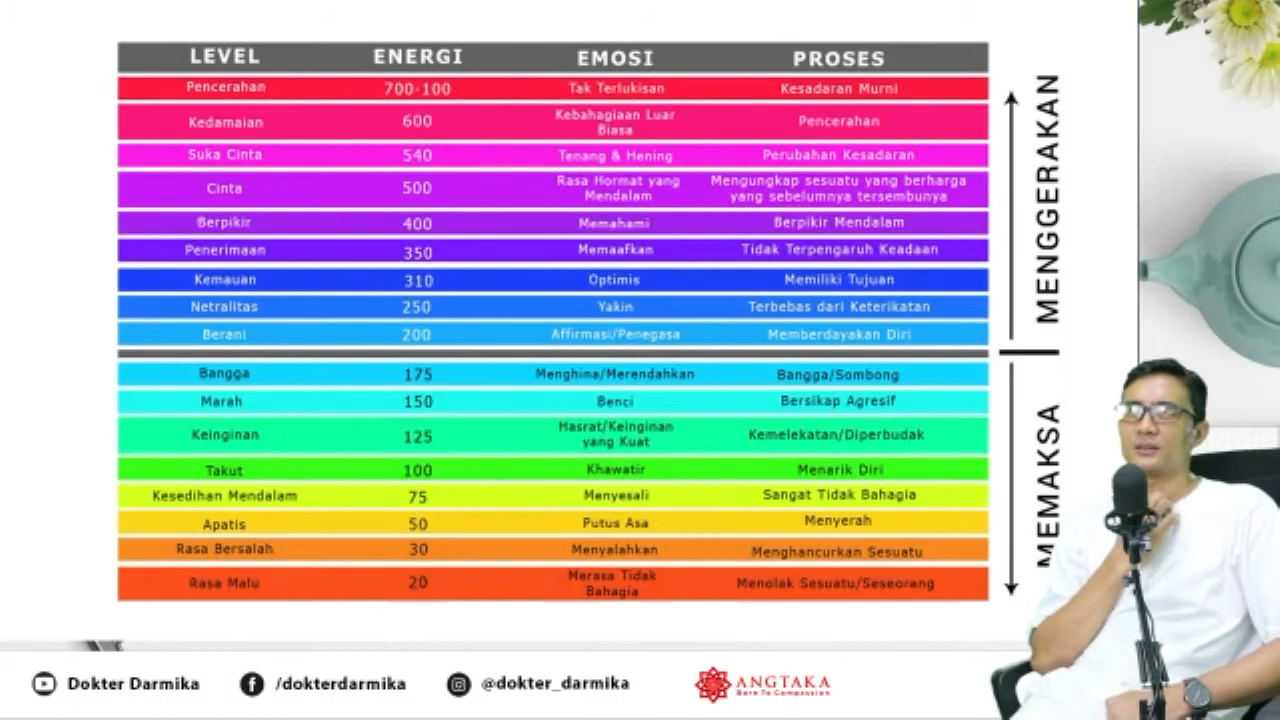 LEVEL ENERGI EMOSI PROSES
Pencerahan 700-100 Tak Terlukisan Kesadaran Murni
Kedamaian 600 Kebahagiaan Luar Biasa Pencerahan
Suka Cinta 540 Tenang & Hening Perubahan Kesadaran
Cinta 500 Rasa Hormat yang Mendalam Mengungkap sesuatu yang berharga yang sebelumnya tersembunya
Berpikir 400 Memahami Berpikir Mendalam
Penerimaan 350 Memaafkan Tidak Terpengaruh Keadaan
Kemauan 310 Optimis Memiliki Tujuan
Netralitas 250 Yakin Terbebas dari Keterikatan
Berani 200 Affirmasi/Penegasa Memberdayakan Diri
MENGGERAKAN
Bangga 175 Menghina/Merendahkan Bangga/Sombong
Marah 150 Benci Bersikap Agresif
Keinginan 125 Hasrat/Keinginan yang Kuat Kemelekatan/Diperbudak
Takut 100 Khawatir Menarik Diri
Kesedihan Mendalam 75 Menyesali Sangat Tidak Bahagia
Apatis 50 Putus Asa Menyerah
Rasa Bersalah 30 Menyalahkan Menghancurkan Sesuatu
Rasa Malu 20 Merasa Tidak Bahagia Menolak Sesuatu/Seseorang
MEMAKSA
Dokter Darmika /dokterdarmika @dokter_darmika ANGTAKA
Born To Compassion